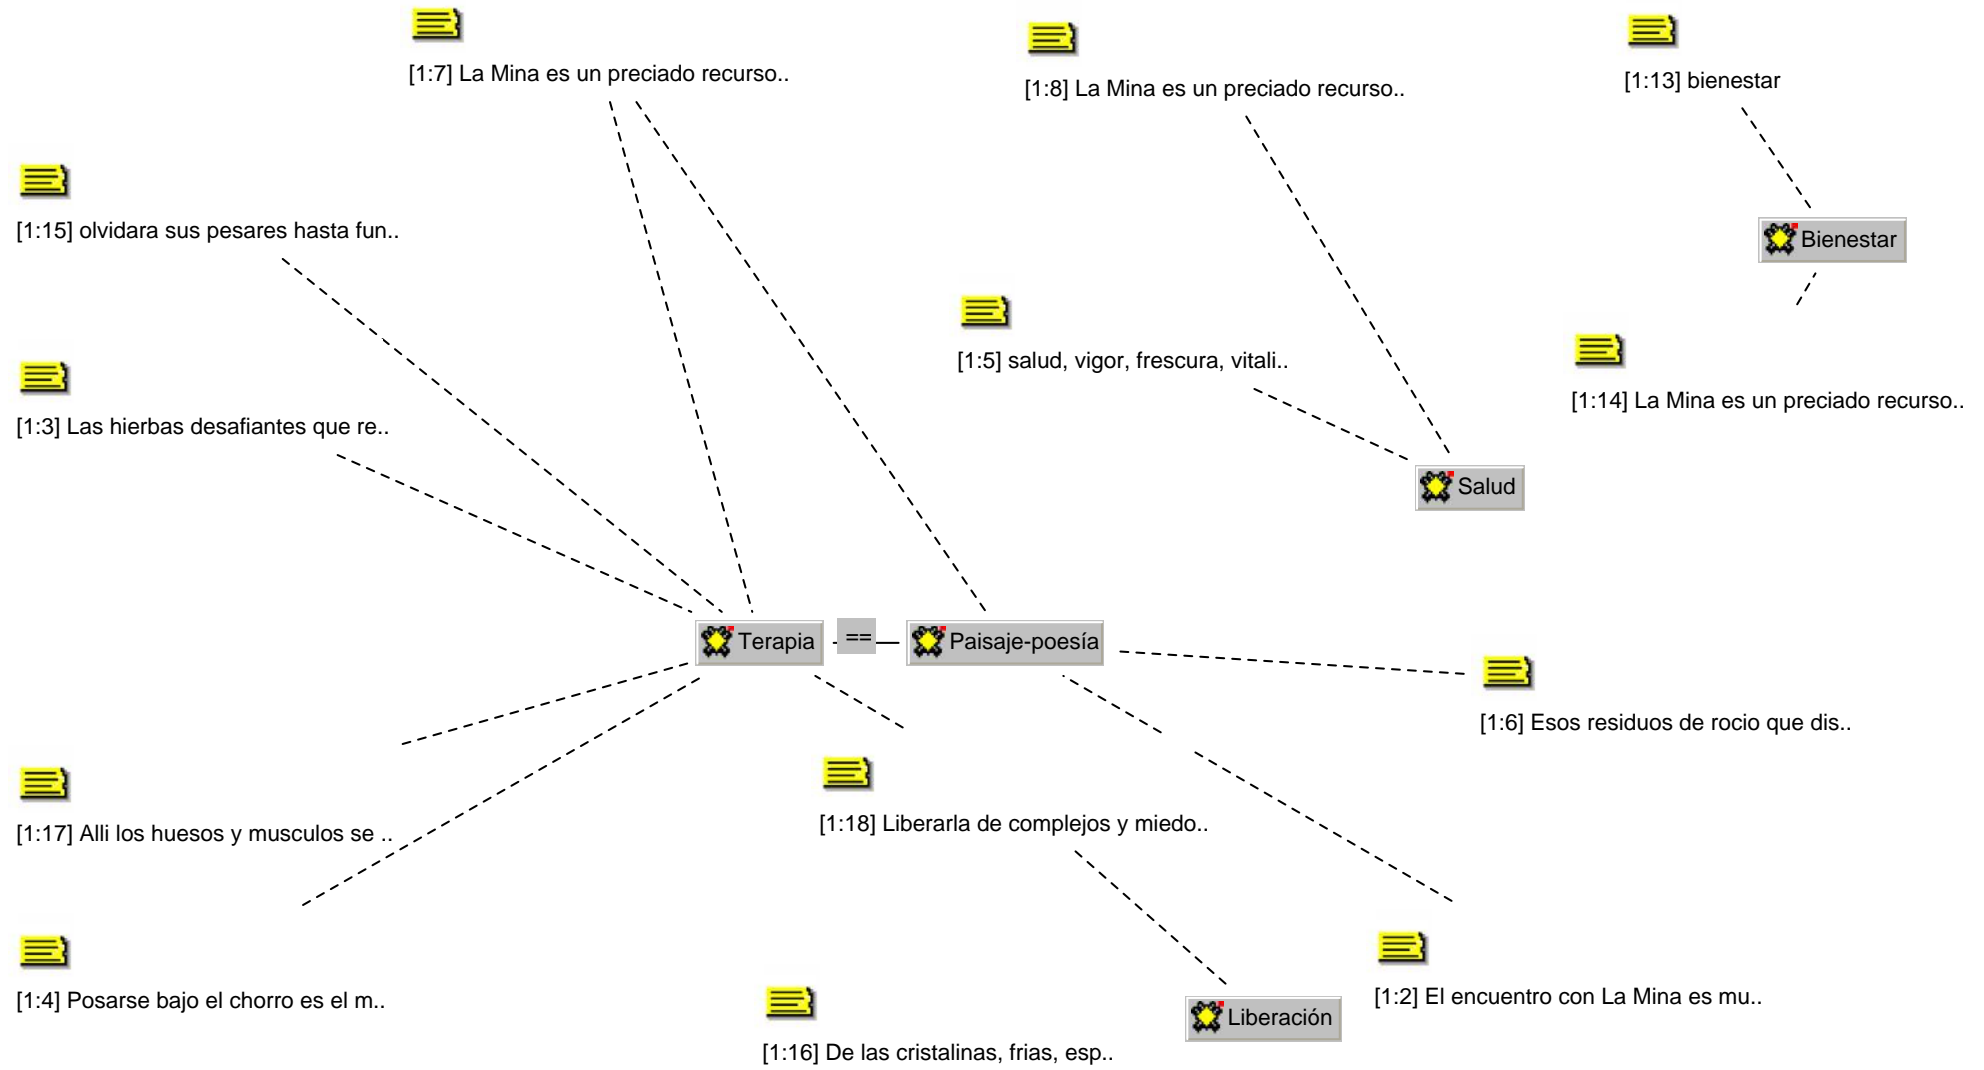 [1:7] La Mina es un preciado recurso..
[1:8] La Mina es un preciado recurso..
[1:13] bienestar
[1:15] olvidara sus pesares hasta fun..
Bienestar
[1:5] salud, vigor, frescura, vitali..
[1:14] La Mina es un preciado recurso..
[1:3] Las hierbas desafiantes que re..
Salud
Terapia
==
Paisaje-poesía
[1:6] Esos residuos de rocio que dis..
[1:17] Alli los huesos y musculos se ..
[1:18] Liberarla de complejos y miedo..
[1:4] Posarse bajo el chorro es el m..
[1:2] El encuentro con La Mina es mu..
Liberación
[1:16] De las cristalinas, frias, esp..